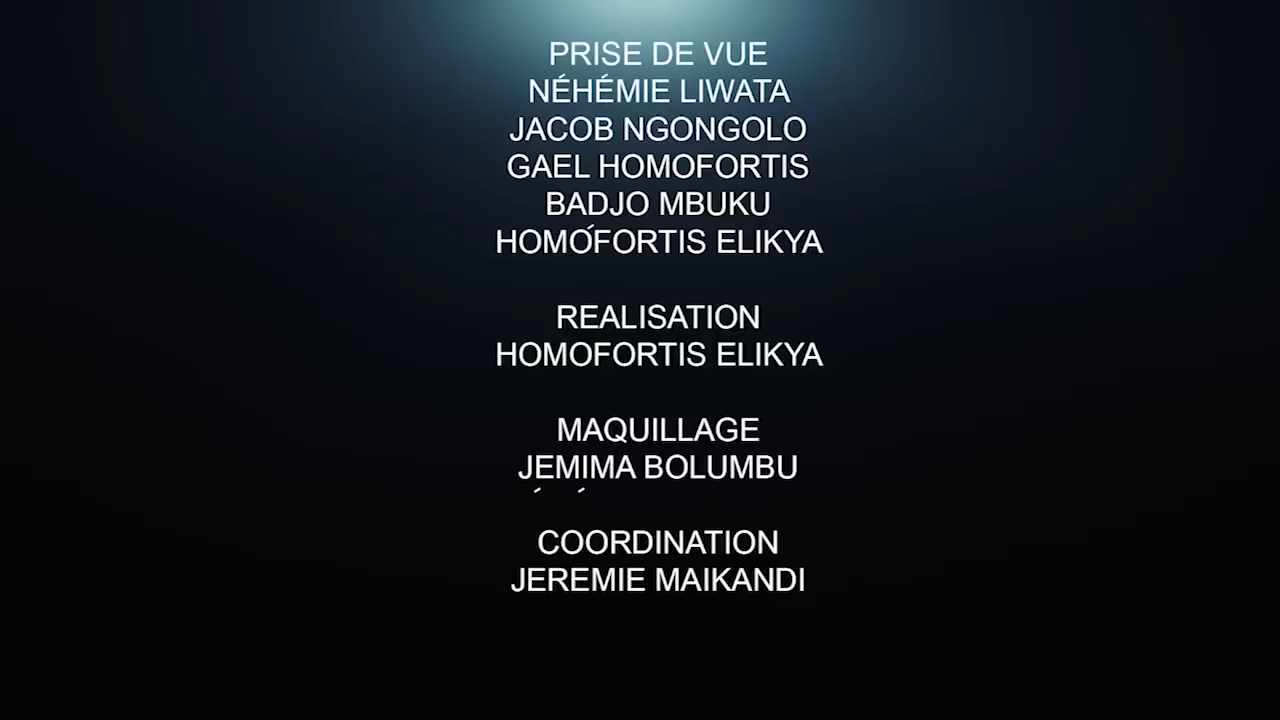 PRISE DE VUE
NÉHÉMIE LIWATA
JACOB NGONGOLO
GAEL HOMOFORTIS
BADJO MBUKU
HOMOFORTIS ELIKYA
REALISATION
HOMOFORTIS ELIKYA
MAQUILLAGE
JEMIMA BOLUMBU
COORDINATION
JEREMIE MAIKANDI